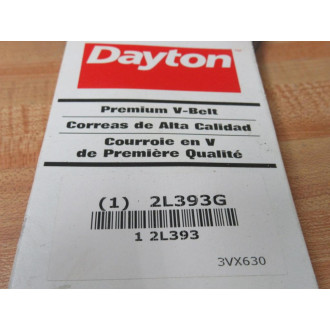 Dayton
Premium V-Belt
Correas de Alta Calidad
Courroie en V
de Première Qualité
(1) 2L393G
1 2L393
3VX630